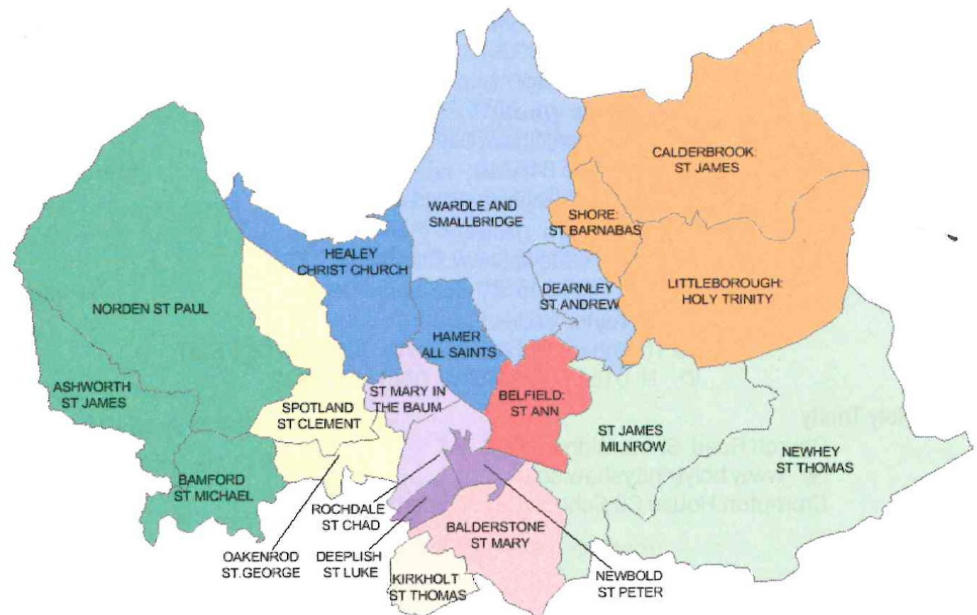 CALDERBROOK:
ST JAMES
WARDLE AND
SMALLBRIDGE
SHORE:
ST BARNABAS
HEALEY
CHRIST CHURCH
DEARNLEY
ST ANDREW
LITTLEBOROUGH:
HOLY TRINITY
NORDEN ST PAUL
HAMER
ALL SAINTS
ASHWORTH
ST JAMES
ST MARY IN
THE BAUM
BELFIELD:
ST ANN
SPOTLAND
ST CLEMENT
ST JAMES
MILNROW
NEWHEY
ST THOMAS
BAMFORD
ST MICHAEL
ROCHDALE
ST CHAD
BALDERSTONE
ST MARY
OAKENROD
ST.GEORGE
DEEPLISH
ST LUKE
KIRKHOLT
ST THOMAS
NEWBOLD
ST PETER